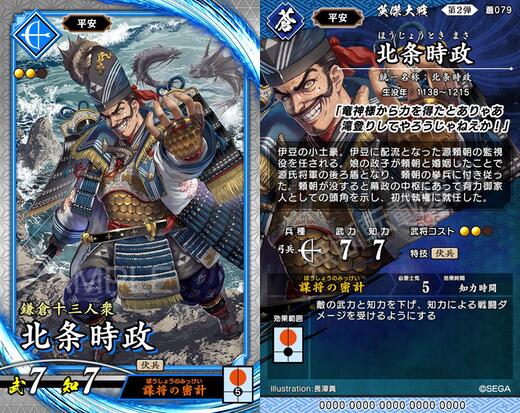 平安
鎌倉十三人衆
北条時政
伏兵
武7 知7
ぼうしょうのみっけい
謀将の密計
5
蒼
平安
英傑大戦
第2弾
蒼079
ほうじょうとき まさ
北条時政
統一名称：北条時政
生没年：1138～1215
「竜神様から力を得たとありゃあ
滝登りしてやろうじゃねえか！」
伊豆の小土豪。伊豆に配流となった源頼朝の監視
役を任される。娘の政子が頼朝と婚姻したことで
源氏将軍の後ろ盾となり、頼朝の挙兵に付き従っ
た。頼朝が没すると幕政の中枢にあって有力御家
人としての頭角を示し、初代執権に就任した。
兵種 武力 知力 武将コスト
弓兵 7 7 特技 伏兵
ぼうしょうのみっけい 必要士気 効果時間
謀将の密計 5 知力時間
効果範囲
敵の武力と知力を下げ、知力による戦闘ダ
メージを受けるようにする
Illustration:長澤真
©SEGA
0000 0000 0000 0000 0000